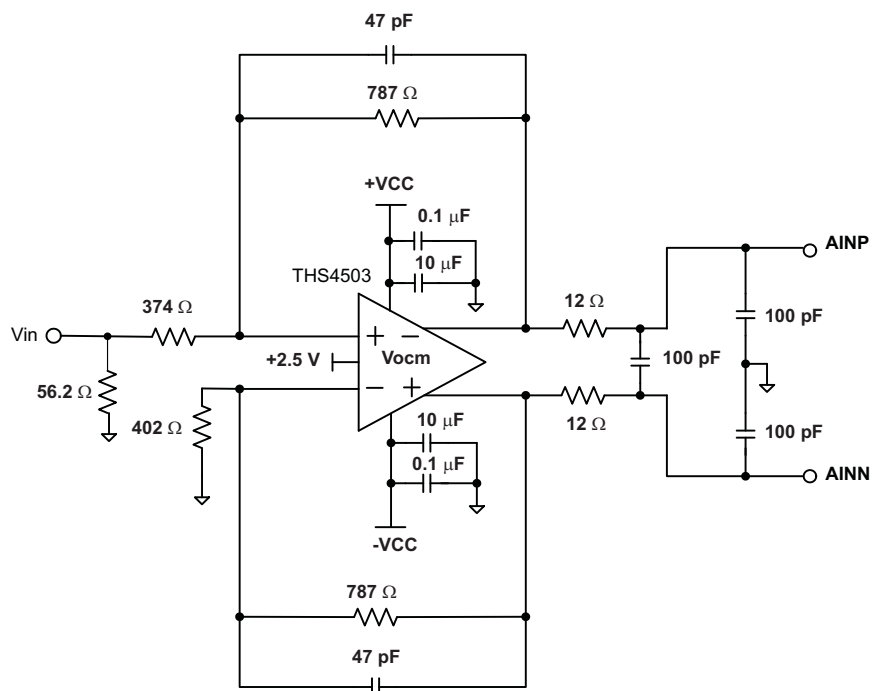 47 pF
787 Ω
+VCC
0.1 µF
10 µF
THS4503
AINP
374 Ω
12 Ω
Vin
100 pF
+2.5 V
Vocm
100 pF
56.2 Ω
402 Ω
12 Ω
10 µF
100 pF
0.1 µF
AINN
-VCC
787 Ω
47 pF